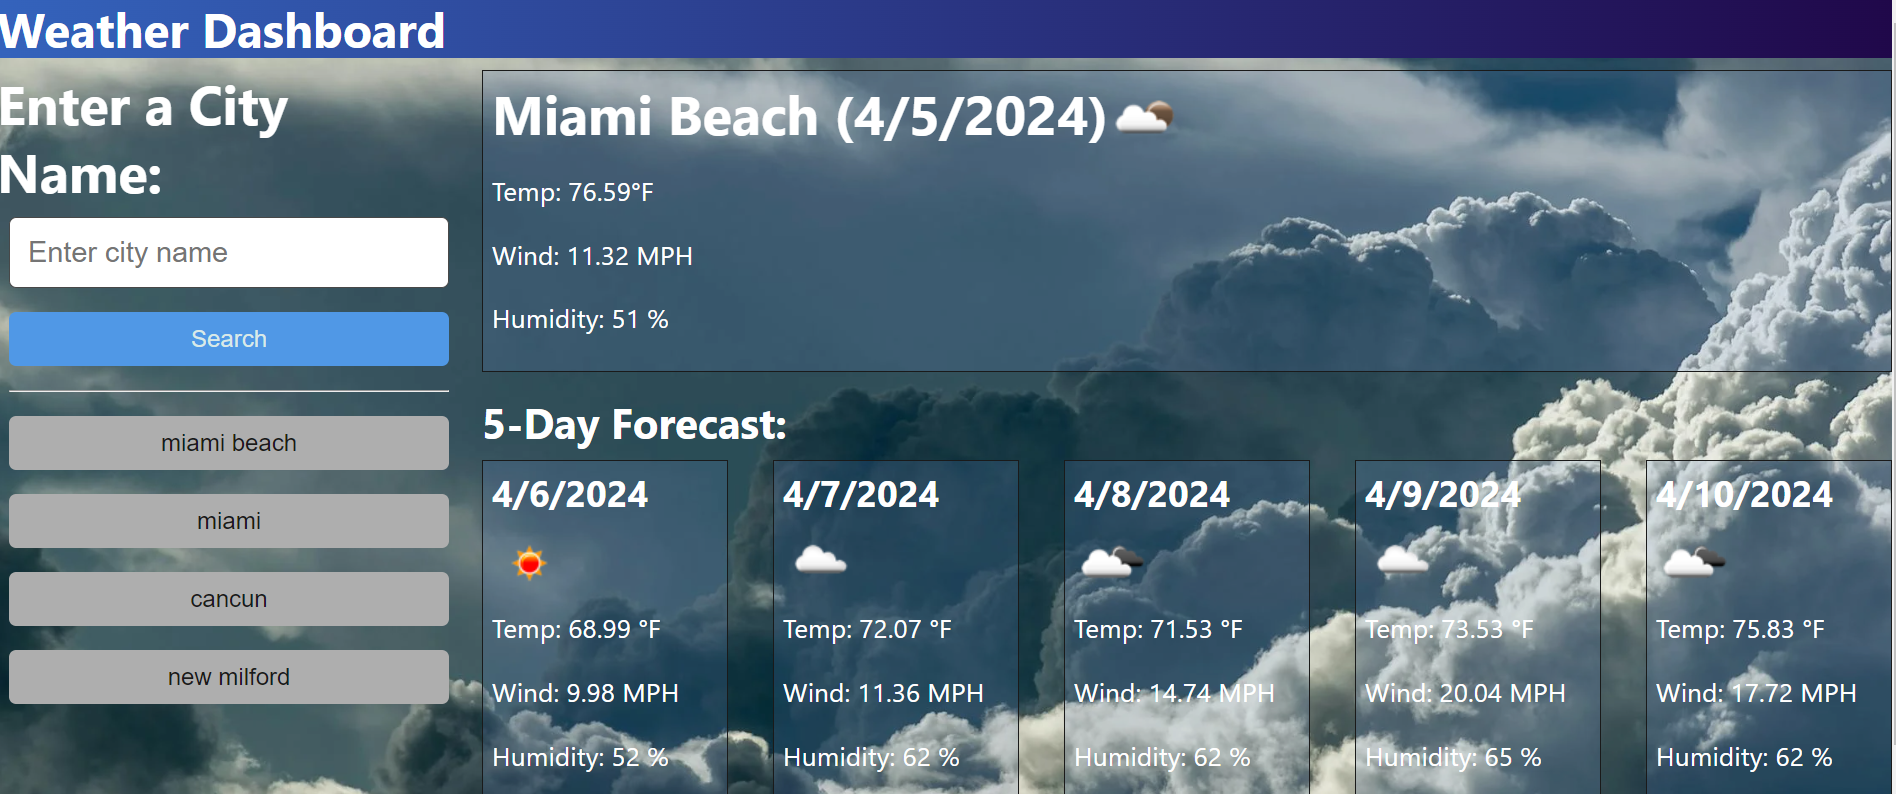 Weather Dashboard
Enter a City
Name:
Enter city name
Search
miami beach
miami
cancun
new milford
Miami Beach (4/5/2024)
Temp: 76.59°F
Wind: 11.32 MPH
Humidity: 51 %
5-Day Forecast:
4/6/2024
Temp: 68.99 °F
Wind: 9.98 MPH
Humidity: 52 %
4/7/2024
Temp: 72.07 °F
Wind: 11.36 MPH
Humidity: 62 %
4/8/2024
Temp: 71.53 °F
Wind: 14.74 MPH
Humidity: 62 %
4/9/2024
Temp: 73.53 °F
Wind: 20.04 MPH
Humidity: 65 %
4/10/2024
Temp: 75.83 °F
Wind: 17.72 MPH
Humidity: 62 %